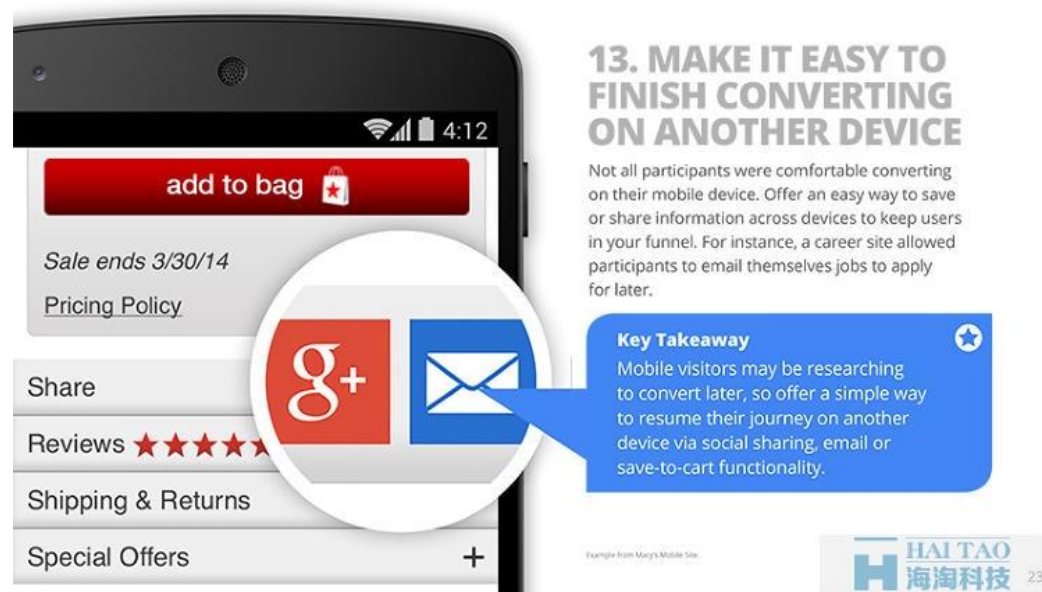 4:12
add to bag
Sale ends 3/30/14
Pricing Policy
Share
Reviews
Shipping & Returns
Special Offers +
g+
13. MAKE IT EASY TO
FINISH CONVERTING
ON ANOTHER DEVICE
Not all participants were comfortable converting
on their mobile device. Offer an easy way to save
or share information across devices to keep users
in your funnel. For instance, a career site allowed
participants to email themselves jobs to apply
for later.
Key Takeaway
Mobile visitors may be researching
to convert later, so offer a simple way
to resume their journey on another
device via social sharing, email or
save-to-cart functionality.
Example from Macy's Mobile Site.
HAI TAO
海淘科技
23